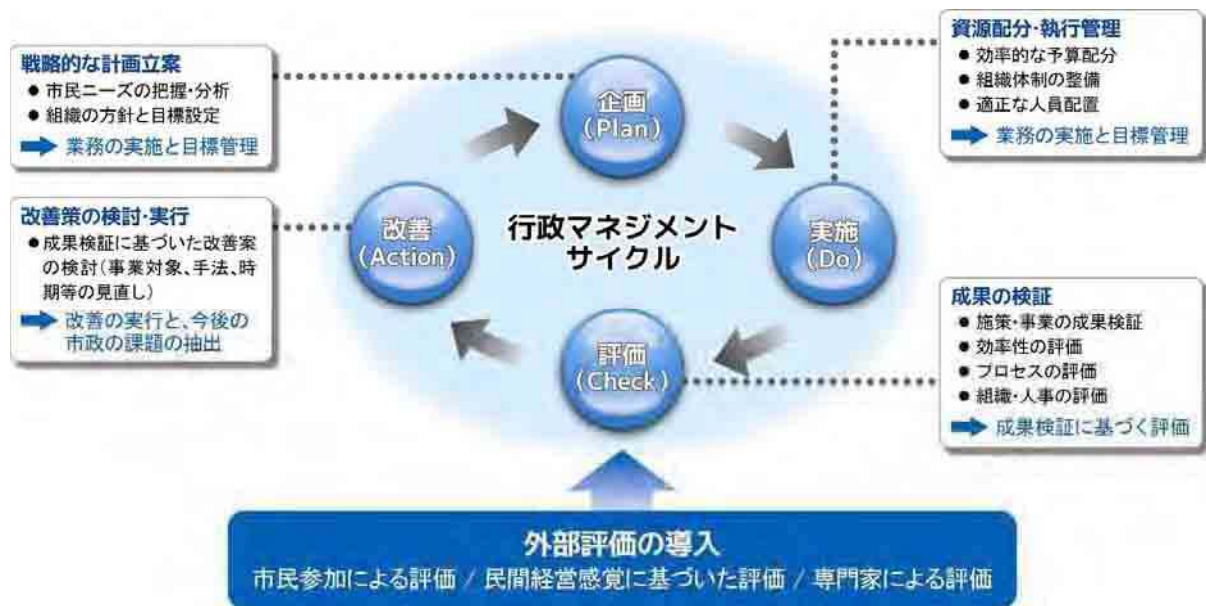 戦略的な計画立案
● 市民ニーズの把握・分析
● 組織の方針と目標設定
➡ 業務の実施と目標管理
企画
(Plan)
資源配分・執行管理
● 効率的な予算配分
● 組織体制の整備
● 適正な人員配置
➡ 業務の実施と目標管理
改善策の検討・実行
● 成果検証に基づいた改善案
の検討(事業対象、手法、時
期等の見直し)
➡ 改善の実行と、今後の
市政の課題の抽出
改善
(Action)
行政マネジメント
サイクル
実施
(Do)
評価
(Check)
成果の検証
● 施策・事業の成果検証
● 効率性の評価
● プロセスの評価
● 組織・人事の評価
➡ 成果検証に基づく評価
外部評価の導入
市民参加による評価 / 民間経営感覚に基づいた評価 / 専門家による評価